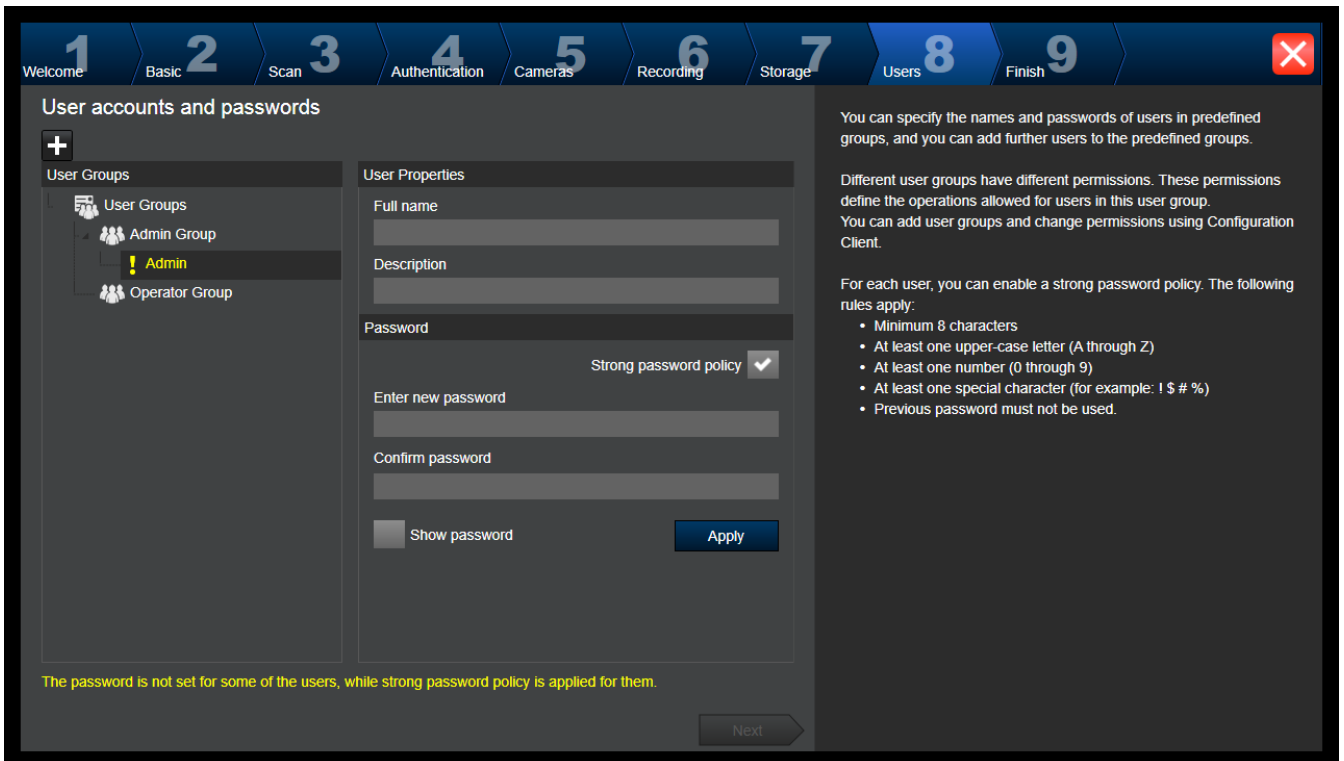 1 2 3 4 5 6 7 8 9
Welcome Basic Scan Authentication Cameras Recording Storage Users Finish
User accounts and passwords
User Groups
User Groups
Admin Group
! Admin
Operator Group
User Properties
Full name
Description
Password
Strong password policy
Enter new password
Confirm password
Show password
Apply
The password is not set for some of the users, while strong password policy is applied for them.
Next
You can specify the names and passwords of users in predefined
groups, and you can add further users to the predefined groups.
Different user groups have different permissions. These permissions
define the operations allowed for users in this user group.
You can add user groups and change permissions using Configuration
Client.
For each user, you can enable a strong password policy. The following
rules apply:
• Minimum 8 characters
• At least one upper-case letter (A through Z)
• At least one number (0 through 9)
• At least one special character (for example: ! $ # %)
• Previous password must not be used.